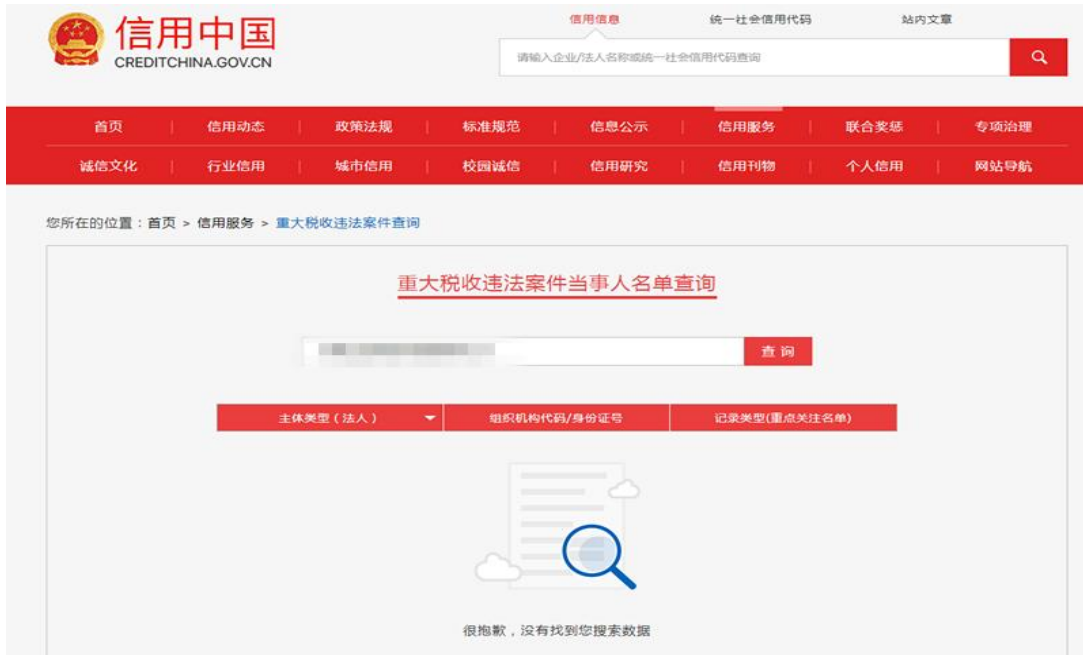 信用中国
CREDITCHINA.GOV.CN
信用信息 统一社会信用代码 站内文章
请输入企业/法人名称或统一社会信用代码查询
首页 | 信用动态 | 政策法规 | 标准规范 | 信息公示 | 信用服务 | 联合奖惩 | 专项治理
诚信文化 | 行业信用 | 城市信用 | 校园诚信 | 信用研究 | 信用刊物 | 个人信用 | 网站导航
您所在的位置：首页 > 信用服务 > 重大税收违法案件查询
重大税收违法案件当事人名单查询
查询
主体类型（法人） 组织机构代码/身份证号 记录类型(重点关注名单)
很抱歉，没有找到您搜索数据